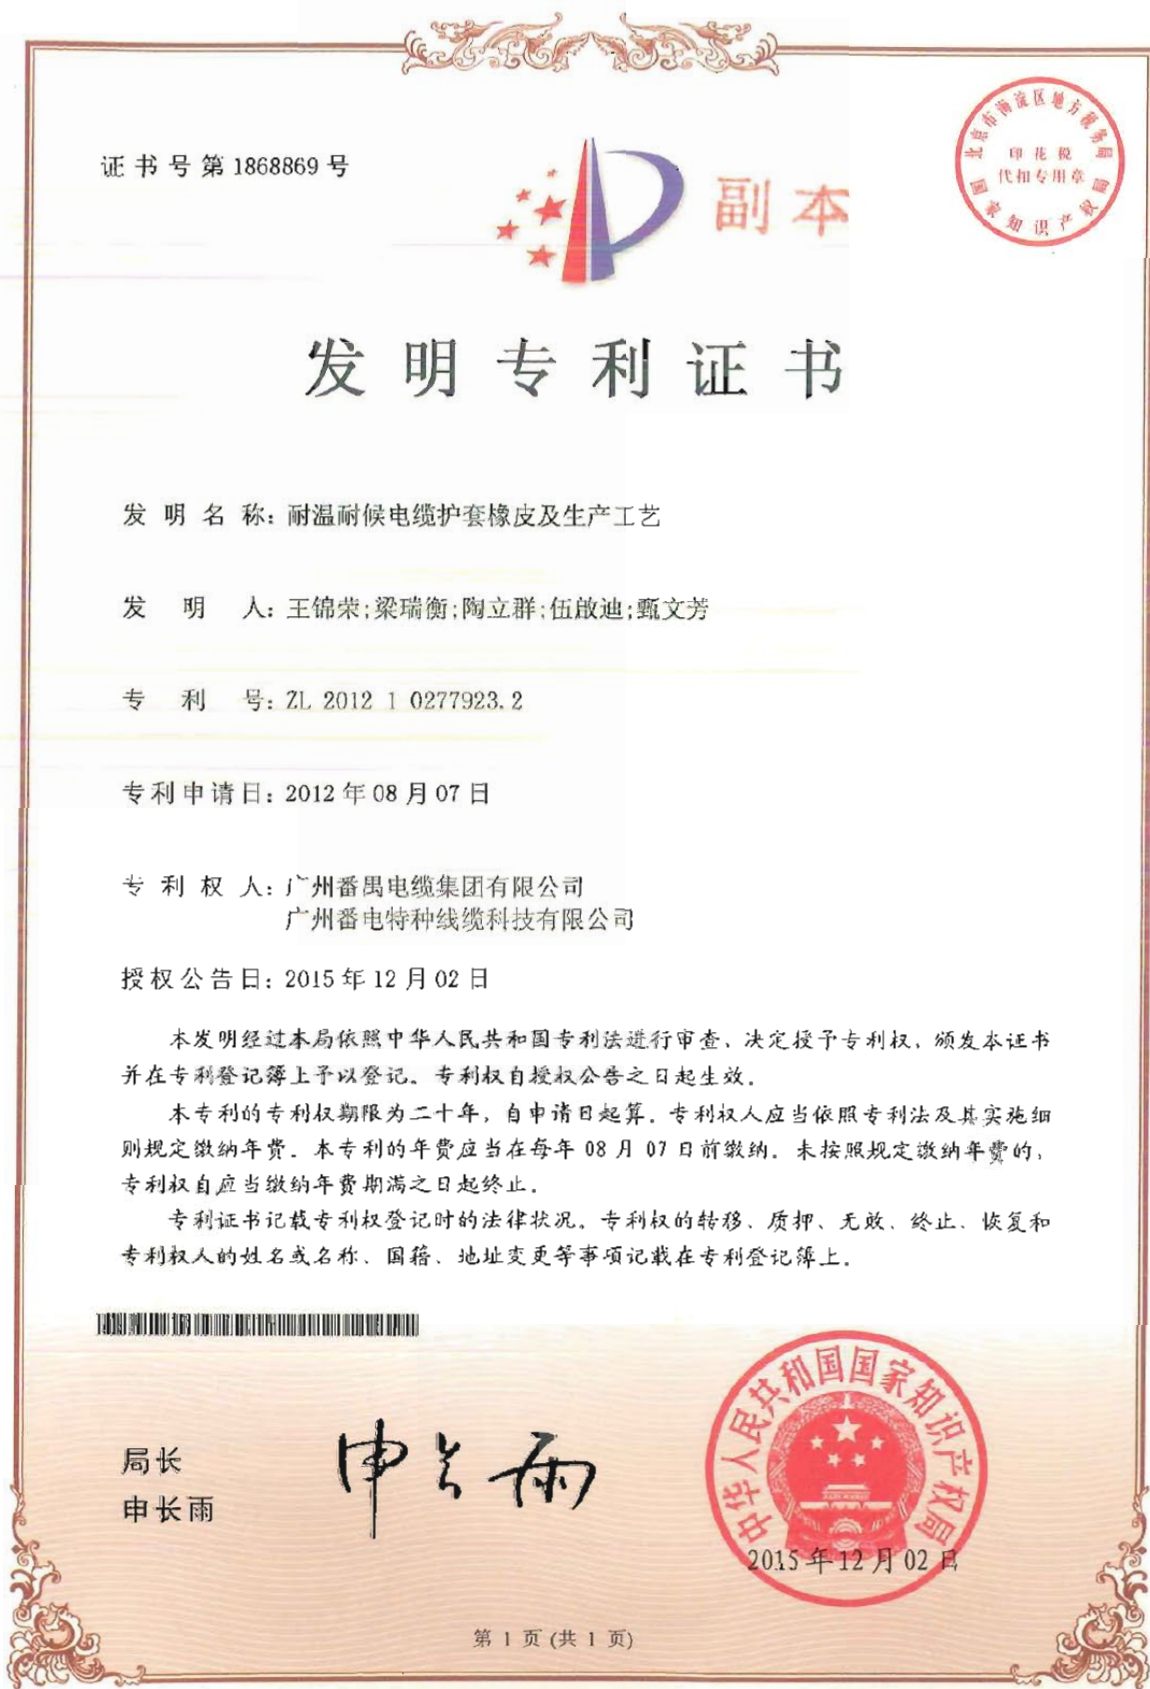 证书号第1868869号
副本
北京市海淀区地方税务局
印花税
代扣专用章
国家知识产权局
发明专利证书
发明名称：耐温耐候电缆护套橡皮及生产工艺
发明人：王锦荣;梁瑞衡;陶立群;伍啟迪;甄文芳
专利号：ZL 2012 1 0277923.2
专利申请日：2012年08月07日
专利权人：广州番禺电缆集团有限公司
广州番电特种线缆科技有限公司
授权公告日：2015年12月02日
本发明经过本局依照中华人民共和国专利法进行审查，决定授予专利权，颁发本证书
并在专利登记簿上予以登记。专利权自授权公告之日起生效。
本专利的专利权期限为二十年，自申请日起算。专利权人应当依照专利法及其实施细
则规定缴纳年费。本专利的年费应当在每年08月07日前缴纳。未按照规定缴纳年费的，
专利权自应当缴纳年费期满之日起终止。
专利证书记载专利权登记时的法律状况。专利权的转移、质押、无效、终止、恢复和
专利权人的姓名或名称、国籍、地址变更等事项记载在专利登记簿上。
局长
申长雨
申长雨
中华人民共和国国家知识产权局
2015年12月02日
第1页(共1页)